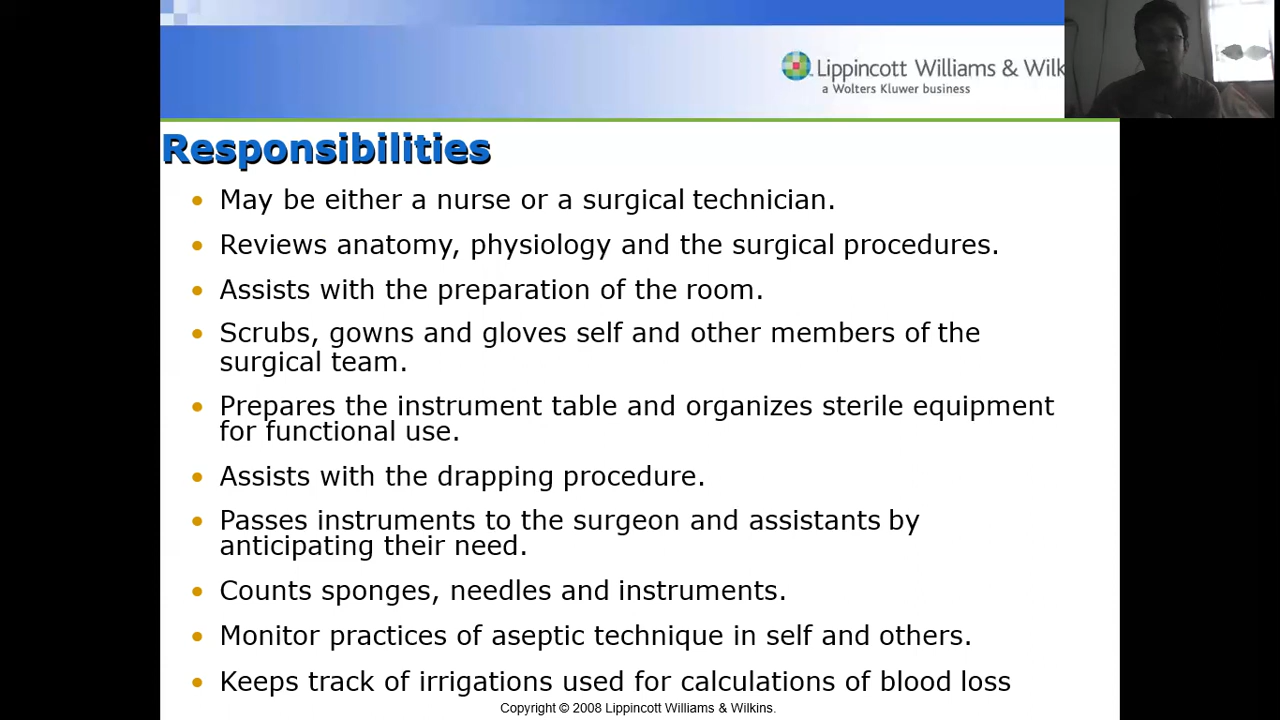 Lippincott Williams & Wilk
a Wolters Kluwer business
Responsibilities
• May be either a nurse or a surgical technician.
• Reviews anatomy, physiology and the surgical procedures.
• Assists with the preparation of the room.
• Scrubs, gowns and gloves self and other members of the
surgical team.
• Prepares the instrument table and organizes sterile equipment
for functional use.
• Assists with the drapping procedure.
• Passes instruments to the surgeon and assistants by
anticipating their need.
• Counts sponges, needles and instruments.
• Monitor practices of aseptic technique in self and others.
• Keeps track of irrigations used for calculations of blood loss
Copyright © 2008 Lippincott Williams & Wilkins.